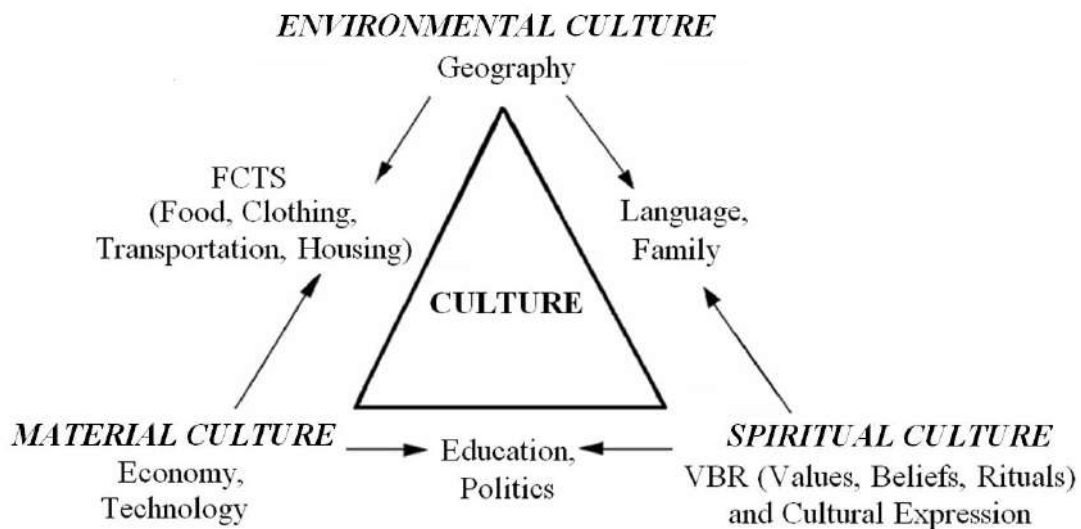 ENVIRONMENTAL CULTURE
Geography
FCTS
(Food, Clothing,
Transportation, Housing)
Language,
Family
CULTURE
MATERIAL CULTURE
Economy,
Technology
Education,
Politics
SPIRITUAL CULTURE
VBR (Values, Beliefs, Rituals)
and Cultural Expression